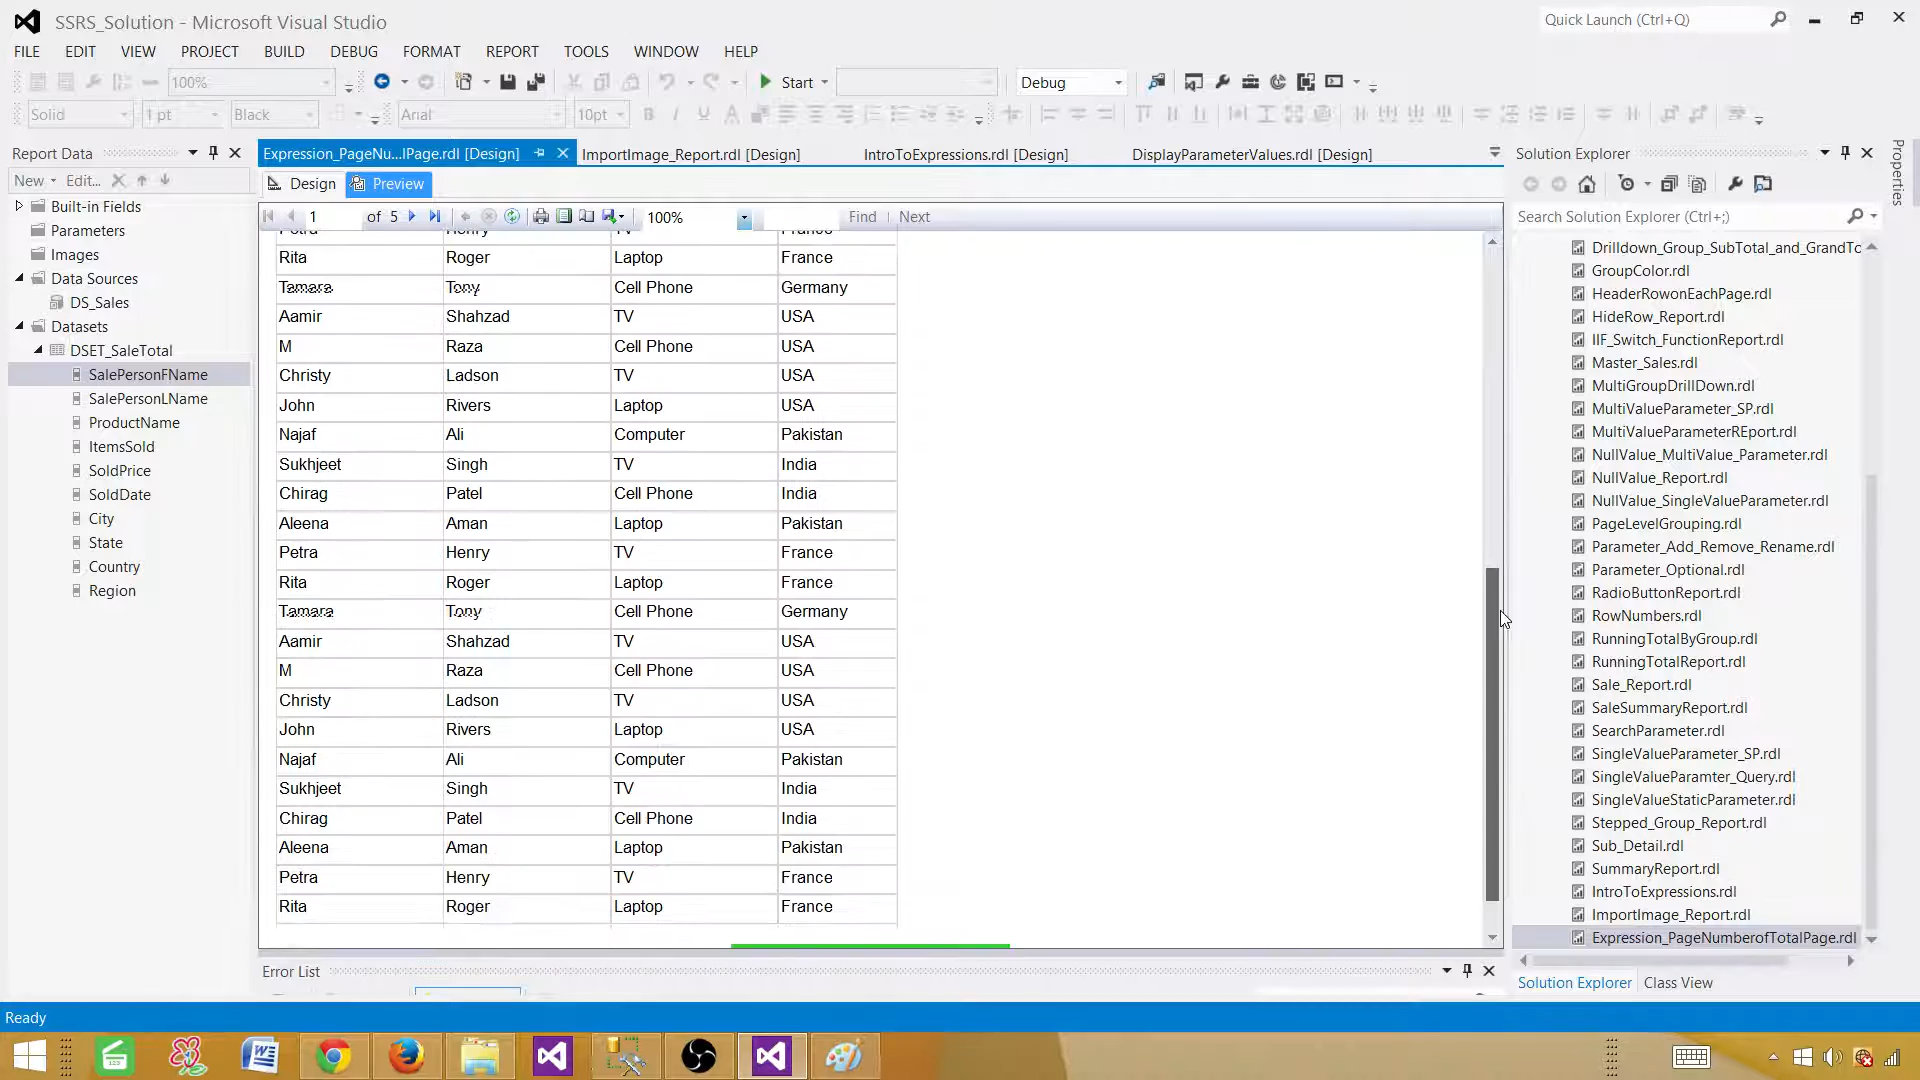 SSRS_Solution - Microsoft Visual Studio
Quick Launch (Ctrl+Q)
FILE EDIT VIEW PROJECT BUILD DEBUG FORMAT REPORT TOOLS WINDOW HELP
100% Start Debug
Solid 1 pt Black Arial 10pt
Report Data
Expression_PageNu...lPage.rdl [Design] ImportImage_Report.rdl [Design] IntroToExpressions.rdl [Design] DisplayParameterValues.rdl [Design]
Solution Explorer
Properties
New Edit...
Design Preview
1 of 5 100% Find Next
Search Solution Explorer (Ctrl+;)
Built-in Fields
Parameters
Images
Data Sources
DS_Sales
Datasets
DSET_SaleTotal
SalePersonFName
SalePersonLName
ProductName
ItemsSold
SoldPrice
SoldDate
City
State
Country
Region
Petra Henry TV France
Rita Roger Laptop France
Tamara Tony Cell Phone Germany
Aamir Shahzad TV USA
M Raza Cell Phone USA
Christy Ladson TV USA
John Rivers Laptop USA
Najaf Ali Computer Pakistan
Sukhjeet Singh TV India
Chirag Patel Cell Phone India
Aleena Aman Laptop Pakistan
Petra Henry TV France
Rita Roger Laptop France
Tamara Tony Cell Phone Germany
Aamir Shahzad TV USA
M Raza Cell Phone USA
Christy Ladson TV USA
John Rivers Laptop USA
Najaf Ali Computer Pakistan
Sukhjeet Singh TV India
Chirag Patel Cell Phone India
Aleena Aman Laptop Pakistan
Petra Henry TV France
Rita Roger Laptop France
Drilldown_Group_SubTotal_and_GrandTo
GroupColor.rdl
HeaderRowonEachPage.rdl
HideRow_Report.rdl
IIF_Switch_FunctionReport.rdl
Master_Sales.rdl
MultiGroupDrillDown.rdl
MultiValueParameter_SP.rdl
MultiValueParameterREport.rdl
NullValue_MultiValue_Parameter.rdl
NullValue_Report.rdl
NullValue_SingleValueParameter.rdl
PageLevelGrouping.rdl
Parameter_Add_Remove_Rename.rdl
Parameter_Optional.rdl
RadioButtonReport.rdl
RowNumbers.rdl
RunningTotalByGroup.rdl
RunningTotalReport.rdl
Sale_Report.rdl
SaleSummaryReport.rdl
SearchParameter.rdl
SingleValueParameter_SP.rdl
SingleValueParamter_Query.rdl
SingleValueStaticParameter.rdl
Stepped_Group_Report.rdl
Sub_Detail.rdl
SummaryReport.rdl
IntroToExpressions.rdl
ImportImage_Report.rdl
Expression_PageNumberofTotalPage.rdl
Error List
Solution Explorer Class View
Ready